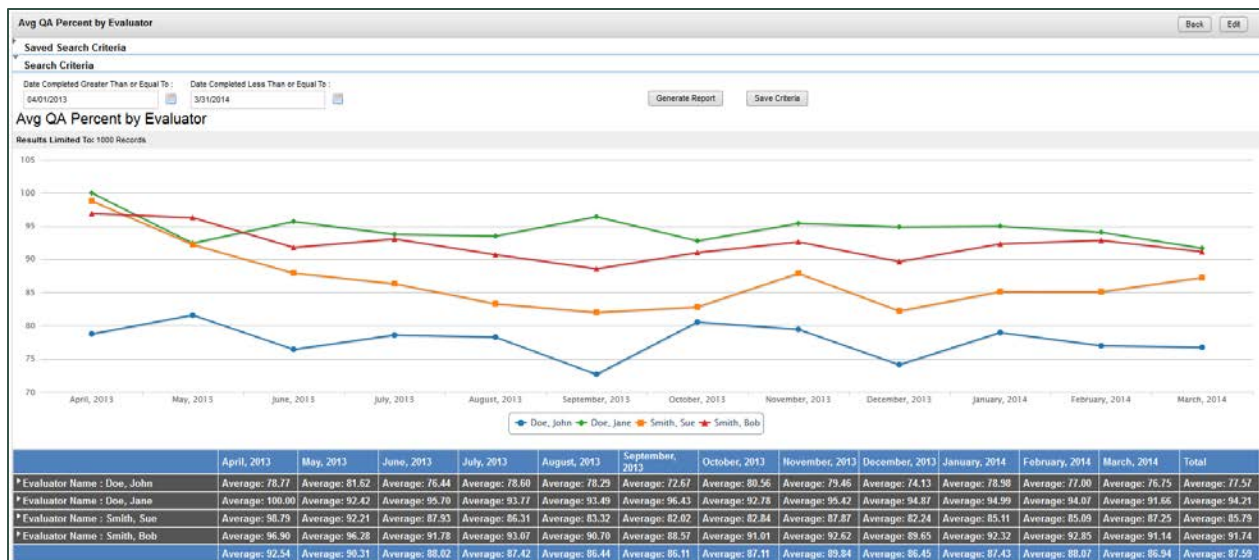 Avg QA Percent by Evaluator Back Edit
Saved Search Criteria
Search Criteria
Date Completed Greater Than or Equal To : Date Completed Less Than or Equal To :
04/01/2013 3/31/2014 Generate Report Save Criteria
Avg QA Percent by Evaluator
Results Limited To: 1000 Records
105
100
95
90
85
80
75
70
April, 2013 May, 2013 June, 2013 July, 2013 August, 2013 September, 2013 October, 2013 November, 2013 December, 2013 January, 2014 February, 2014 March, 2014
Doe, John Doe, Jane Smith, Sue Smith, Bob
April, 2013 May, 2013 June, 2013 July, 2013 August, 2013 September, 2013 October, 2013 November, 2013 December, 2013 January, 2014 February, 2014 March, 2014 Total
Evaluator Name : Doe, John Average: 78.77 Average: 81.62 Average: 76.44 Average: 78.60 Average: 78.29 Average: 72.67 Average: 80.56 Average: 79.46 Average: 74.13 Average: 78.98 Average: 77.00 Average: 76.75 Average: 77.57
Evaluator Name : Doe, Jane Average: 100.00 Average: 92.42 Average: 95.70 Average: 93.77 Average: 93.49 Average: 96.43 Average: 92.78 Average: 95.42 Average: 94.87 Average: 94.99 Average: 94.07 Average: 91.66 Average: 94.21
Evaluator Name : Smith, Sue Average: 98.79 Average: 92.21 Average: 87.93 Average: 86.31 Average: 83.32 Average: 82.02 Average: 82.84 Average: 87.87 Average: 82.24 Average: 85.11 Average: 85.09 Average: 87.25 Average: 85.79
Evaluator Name : Smith, Bob Average: 96.90 Average: 96.28 Average: 91.78 Average: 93.07 Average: 90.70 Average: 88.57 Average: 91.01 Average: 92.62 Average: 89.65 Average: 92.32 Average: 92.85 Average: 91.14 Average: 91.74
Average: 92.54 Average: 90.31 Average: 88.02 Average: 87.42 Average: 86.44 Average: 86.11 Average: 87.11 Average: 89.84 Average: 86.45 Average: 87.43 Average: 88.07 Average: 86.94 Average: 87.52